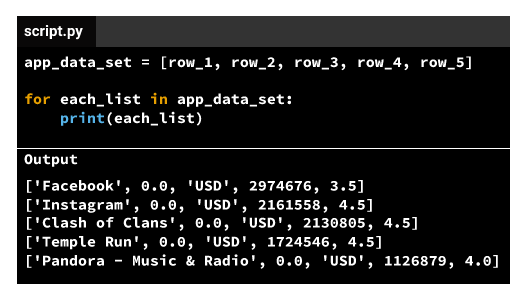 script.py
app_data_set = [row_1, row_2, row_3, row_4, row_5]
for each_list in app_data_set:
    print(each_list)
Output
['Facebook', 0.0, 'USD', 2974676, 3.5]
['Instagram', 0.0, 'USD', 2161558, 4.5]
['Clash of Clans', 0.0, 'USD', 2130805, 4.5]
['Temple Run', 0.0, 'USD', 1724546, 4.5]
['Pandora - Music & Radio', 0.0, 'USD', 1126879, 4.0]